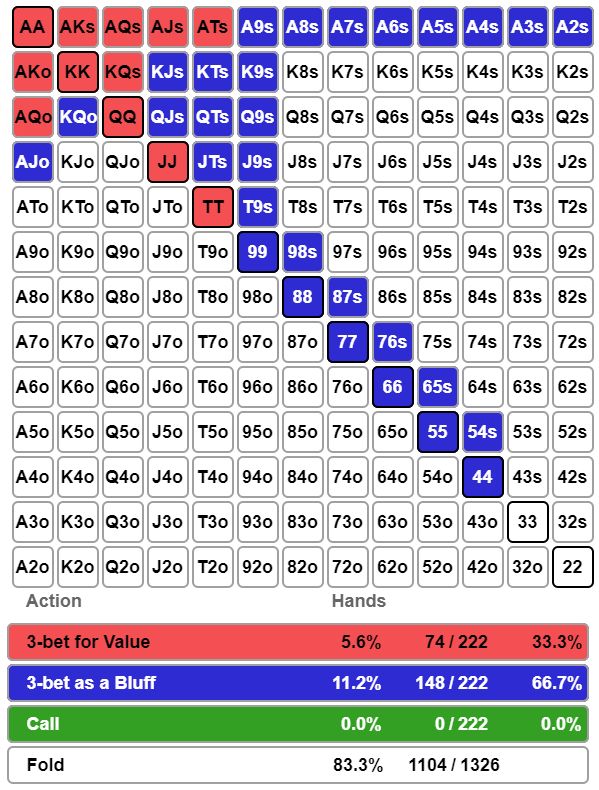 AA AKs AQs AJs ATs A9s A8s A7s A6s A5s A4s A3s A2s
AKo KK KQs KJs KTs K9s K8s K7s K6s K5s K4s K3s K2s
AQo KQo QQ QJs QTs Q9s Q8s Q7s Q6s Q5s Q4s Q3s Q2s
AJo KJo QJo JJ JTs J9s J8s J7s J6s J5s J4s J3s J2s
ATo KTo QTo JTo TT T9s T8s T7s T6s T5s T4s T3s T2s
A9o K9o Q9o J9o T9o 99 98s 97s 96s 95s 94s 93s 92s
A8o K8o Q8o J8o T8o 98o 88 87s 86s 85s 84s 83s 82s
A7o K7o Q7o J7o T7o 97o 87o 77 76s 75s 74s 73s 72s
A6o K6o Q6o J6o T6o 96o 86o 76o 66 65s 64s 63s 62s
A5o K5o Q5o J5o T5o 95o 85o 75o 65o 55 54s 53s 52s
A4o K4o Q4o J4o T4o 94o 84o 74o 64o 54o 44 43s 42s
A3o K3o Q3o J3o T3o 93o 83o 73o 63o 53o 43o 33 32s
A2o K2o Q2o J2o T2o 92o 82o 72o 62o 52o 42o 32o 22
Action Hands
3-bet for Value 5.6% 74 / 222 33.3%
3-bet as a Bluff 11.2% 148 / 222 66.7%
Call 0.0% 0 / 222 0.0%
Fold 83.3% 1104 / 1326